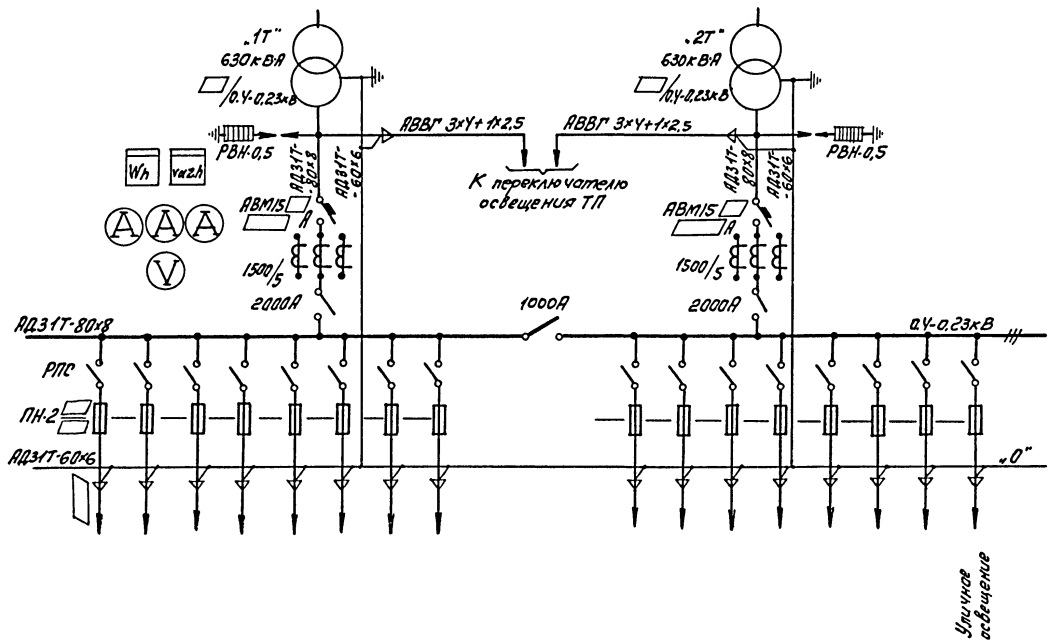 „1Т"
630кВ·А
/0.4-0,23кВ
„2Т"
630кВ·А
/0.4-0,23кВ
РВН-0,5
АВВГ 3×4+1×2,5
АВВГ 3×4+1×2,5
РВН-0,5
К переключателю
освещения ТП
Wh
varh
АД31Т-
-80×8
АД31Т-
-60×6
АД31Т-
80×8
АД31Т-
-60×6
АВМ15
А
АВМ15
А
A
A
A
V
1500/5
1500/5
2000А
1000А
2000А
АД31Т-80×8
0.4-0,23кВ
РПС
ПН-2
АД31Т-60×6
„0"
Уличное
освещение